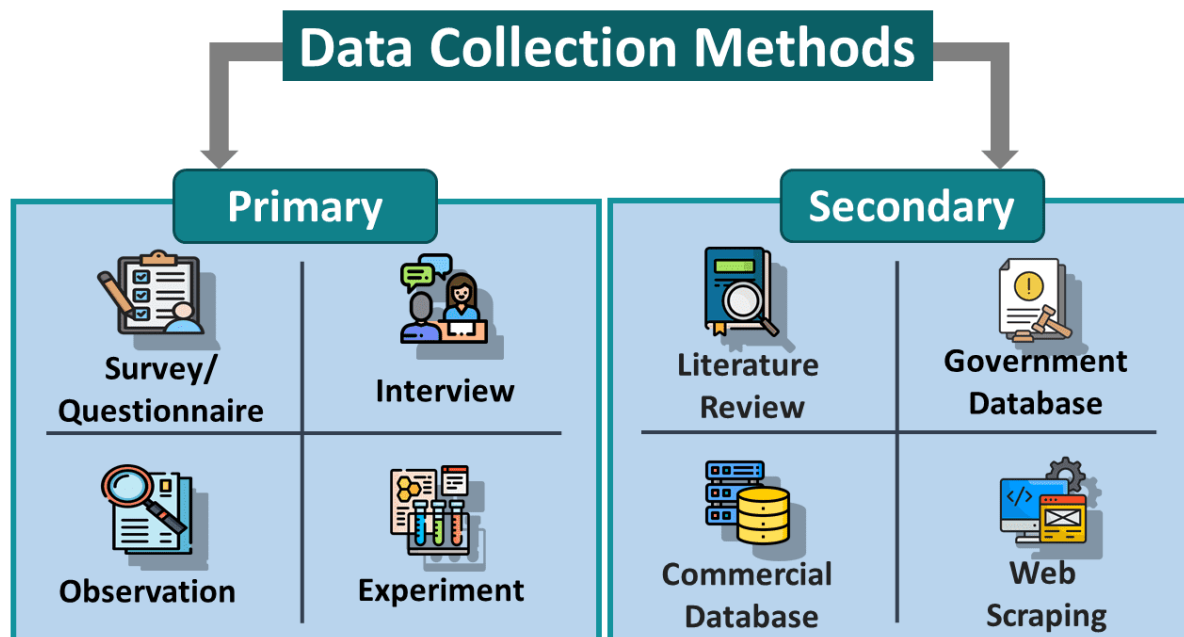 Data Collection Methods
Primary
Survey/
Questionnaire
Interview
Observation
Experiment
Secondary
Literature
Review
Government
Database
Commercial
Database
Web
Scraping